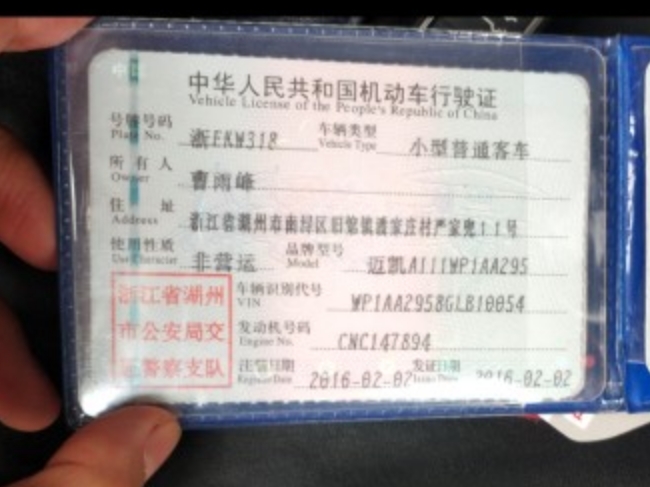 中华人民共和国机动车行驶证
Vehicle License of the People's Republic of China
号牌号码 浙EKW318 车辆类型 小型普通客车
Plate No. Vehicle Type
所有人 曹雨峰
Owner
住址 浙江省湖州市南浔区旧馆镇潘家庄村严家兜11号
Address
使用性质 非营运 品牌型号 迈凯A111WP1AA295
Use Character Model
浙江省湖州
市公安局交
警察支队
车辆识别代号 WP1AA2958GLB10054
VIN
发动机号码 CNC147894
Engine No.
注册日期 2016-02-02 发证日期 2016-02-02
Register Date Issue Date